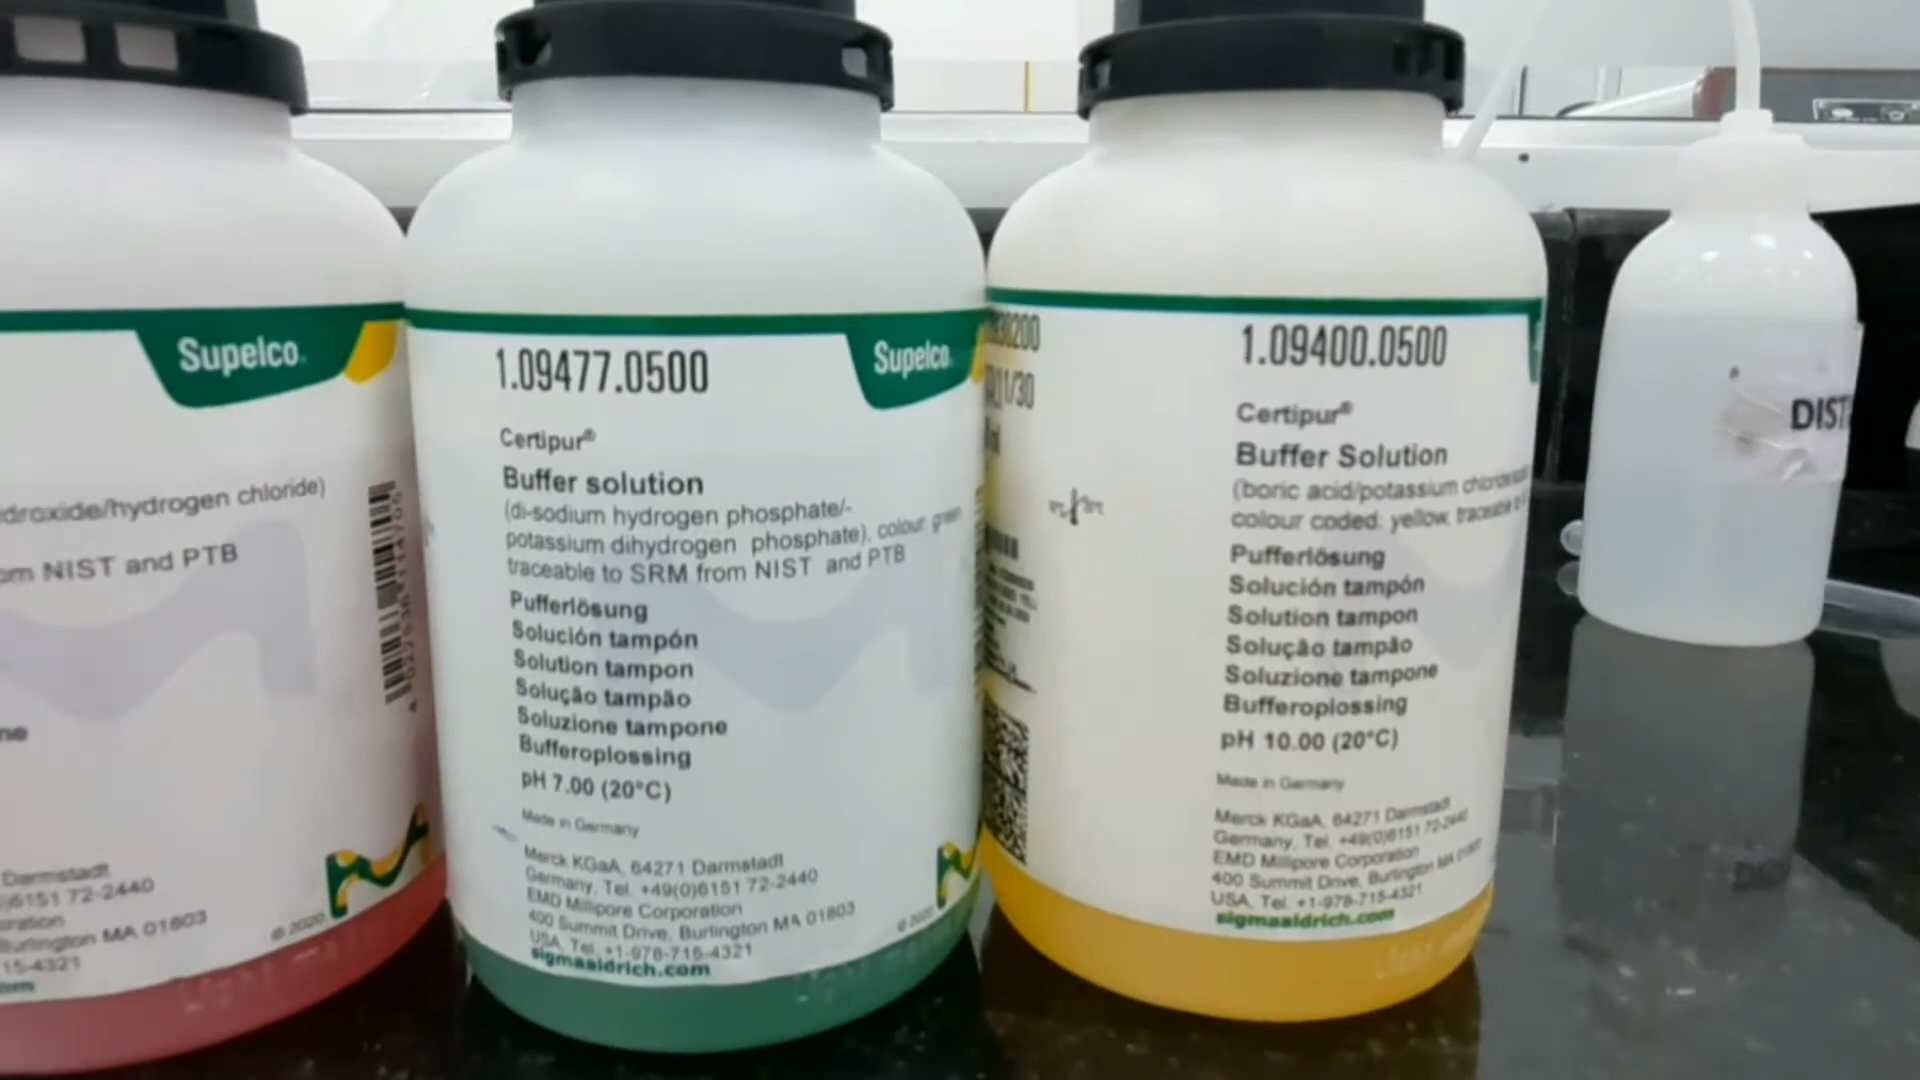 Supelco
droxide/hydrogen chloride)
om NIST and PTB
ne
Darmstadt
)6151 72-2440
oration
Burlington MA 01803
15-4321
© 2020
1.09477.0500
Supelco
Certipur®
Buffer solution
(di-sodium hydrogen phosphate/-
potassium dihydrogen phosphate), colour green
traceable to SRM from NIST and PTB
Pufferlösung
Solución tampón
Solution tampon
Solução tampão
Soluzione tampone
Bufferoplossing
pH 7.00 (20°C)
Made in Germany
Merck KGaA, 64271 Darmstadt
Germany, Tel. +49(0)6151 72-2440
EMD Millipore Corporation
400 Summit Drive, Burlington MA 01803
USA, Tel. +1-978-715-4321
sigmaaldrich.com
© 2020
11/30
1.09400.0500
Certipur®
Buffer Solution
(boric acid/potassium chloride
colour coded: yellow, traceable
Pufferlösung
Solución tampón
Solution tampon
Solução tampão
Soluzione tampone
Bufferoplossing
pH 10.00 (20°C)
Made in Germany
Merck KGaA, 64271 Darmstadt
Germany, Tel. +49(0)6151 72-2440
EMD Millipore Corporation
400 Summit Drive, Burlington MA 01803
USA, Tel. +1-978-715-4321
sigmaaldrich.com
DIST